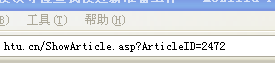 B) 工具(T) 帮助(H)
htu.cn/ShowArticle.asp?ArticleID=2472